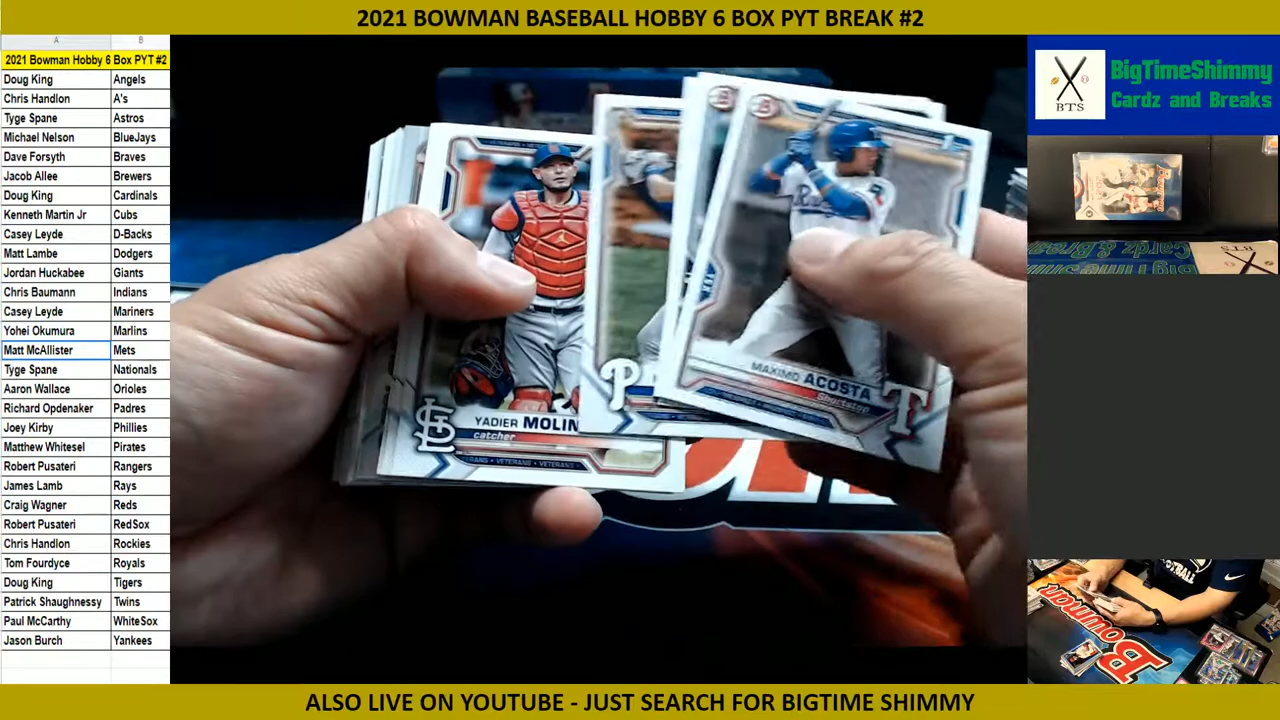 2021 BOWMAN BASEBALL HOBBY 6 BOX PYT BREAK #2
A B
2021 Bowman Hobby 6 Box PYT #2
Doug King Angels
Chris Handlon A's
Tyge Spane Astros
Michael Nelson BlueJays
Dave Forsyth Braves
Jacob Allee Brewers
Doug King Cardinals
Kenneth Martin Jr Cubs
Casey Leyde D-Backs
Matt Lambe Dodgers
Jordan Huckabee Giants
Chris Baumann Indians
Casey Leyde Mariners
Yohei Okumura Marlins
Matt McAllister Mets
Tyge Spane Nationals
Aaron Wallace Orioles
Richard Opdenaker Padres
Joey Kirby Phillies
Matthew Whitesel Pirates
Robert Pusateri Rangers
James Lamb Rays
Craig Wagner Reds
Robert Pusateri RedSox
Chris Handlon Rockies
Tom Fourdyce Royals
Doug King Tigers
Patrick Shaughnessy Twins
Paul McCarthy WhiteSox
Jason Burch Yankees
YADIER MOLIN
catcher
VETERANS • VETERANS
P
MAXIMO ACOSTA
Shortstop
T
BTS
BigTimeShimmy
Cardz and Breaks
BTS
Bowman
ALSO LIVE ON YOUTUBE - JUST SEARCH FOR BIGTIME SHIMMY